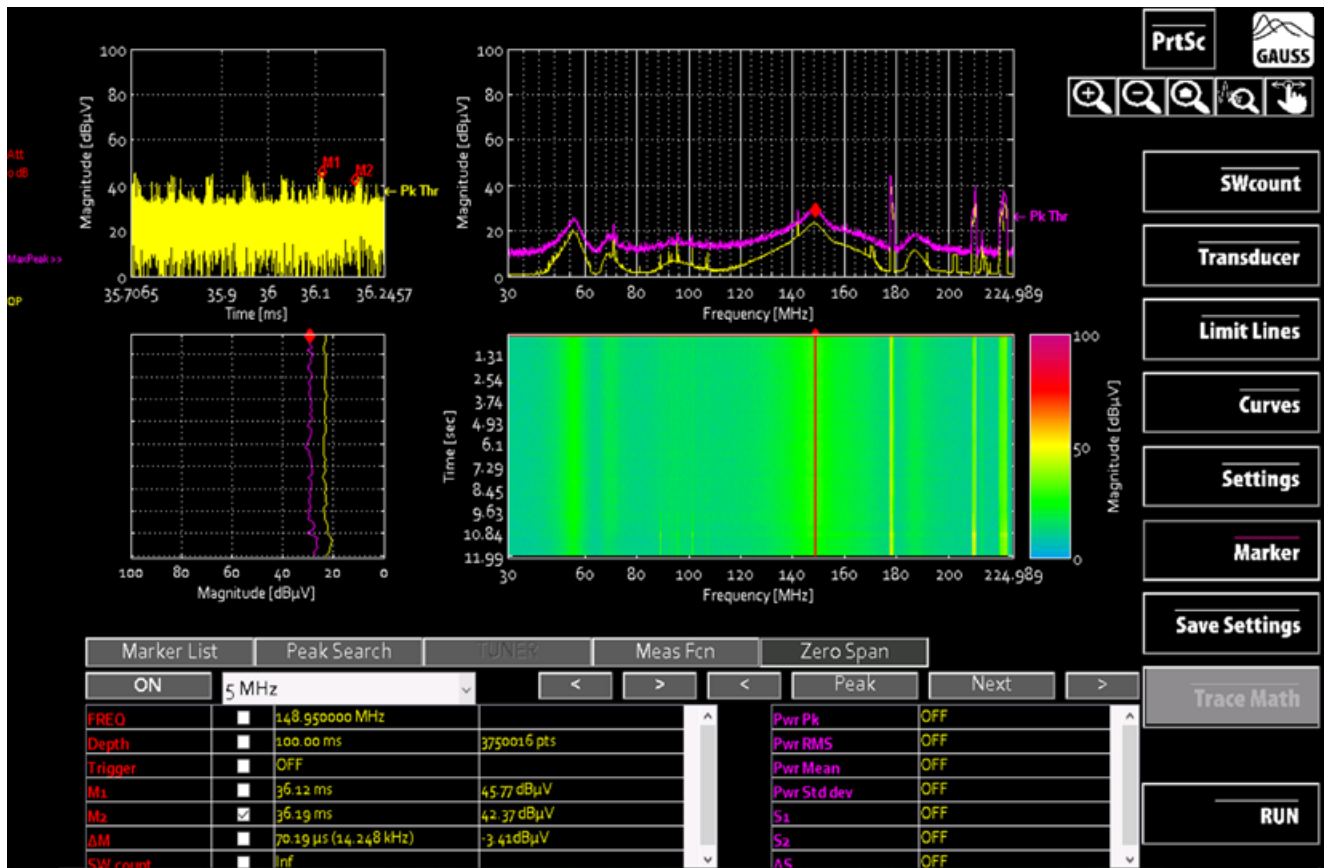 PrtSc
GAUSS
Att
0 dB
MaxPeak >>
QP
100
80
60
40
20
0
Magnitude [dBµV]
M1
M2
← Pk Thr
35.7065 35.9 36 36.1 36.2457
Time [ms]
100
80
60
40
20
0
Magnitude [dBµV]
← Pk Thr
30 60 80 100 120 140 160 180 200 224.989
Frequency [MHz]
100 80 60 40 20 0
Magnitude [dBµV]
Time [sec]
1.31
2.54
3.74
4.93
6.1
7.29
8.45
9.63
10.84
11.99
30 60 80 100 120 140 160 180 200 224.989
Frequency [MHz]
100
50
0
Magnitude [dBµV]
SWcount
Transducer
Limit Lines
Curves
Settings
Marker
Save Settings
Trace Math
RUN
Marker List Peak Search TUNER Meas Fcn Zero Span
ON 5 MHz < > < Peak Next >
FREQ 148.950000 MHz
Depth 100.00 ms 3750016 pts
Trigger OFF
M1 36.12 ms 45.77 dBµV
M2 36.19 ms 42.37 dBµV
ΔM 70.19 µs (14.248 kHz) -3.41dBµV
SW count Inf
Pwr Pk OFF
Pwr RMS OFF
Pwr Mean OFF
Pwr Std dev OFF
S1 OFF
S2 OFF
ΔS OFF